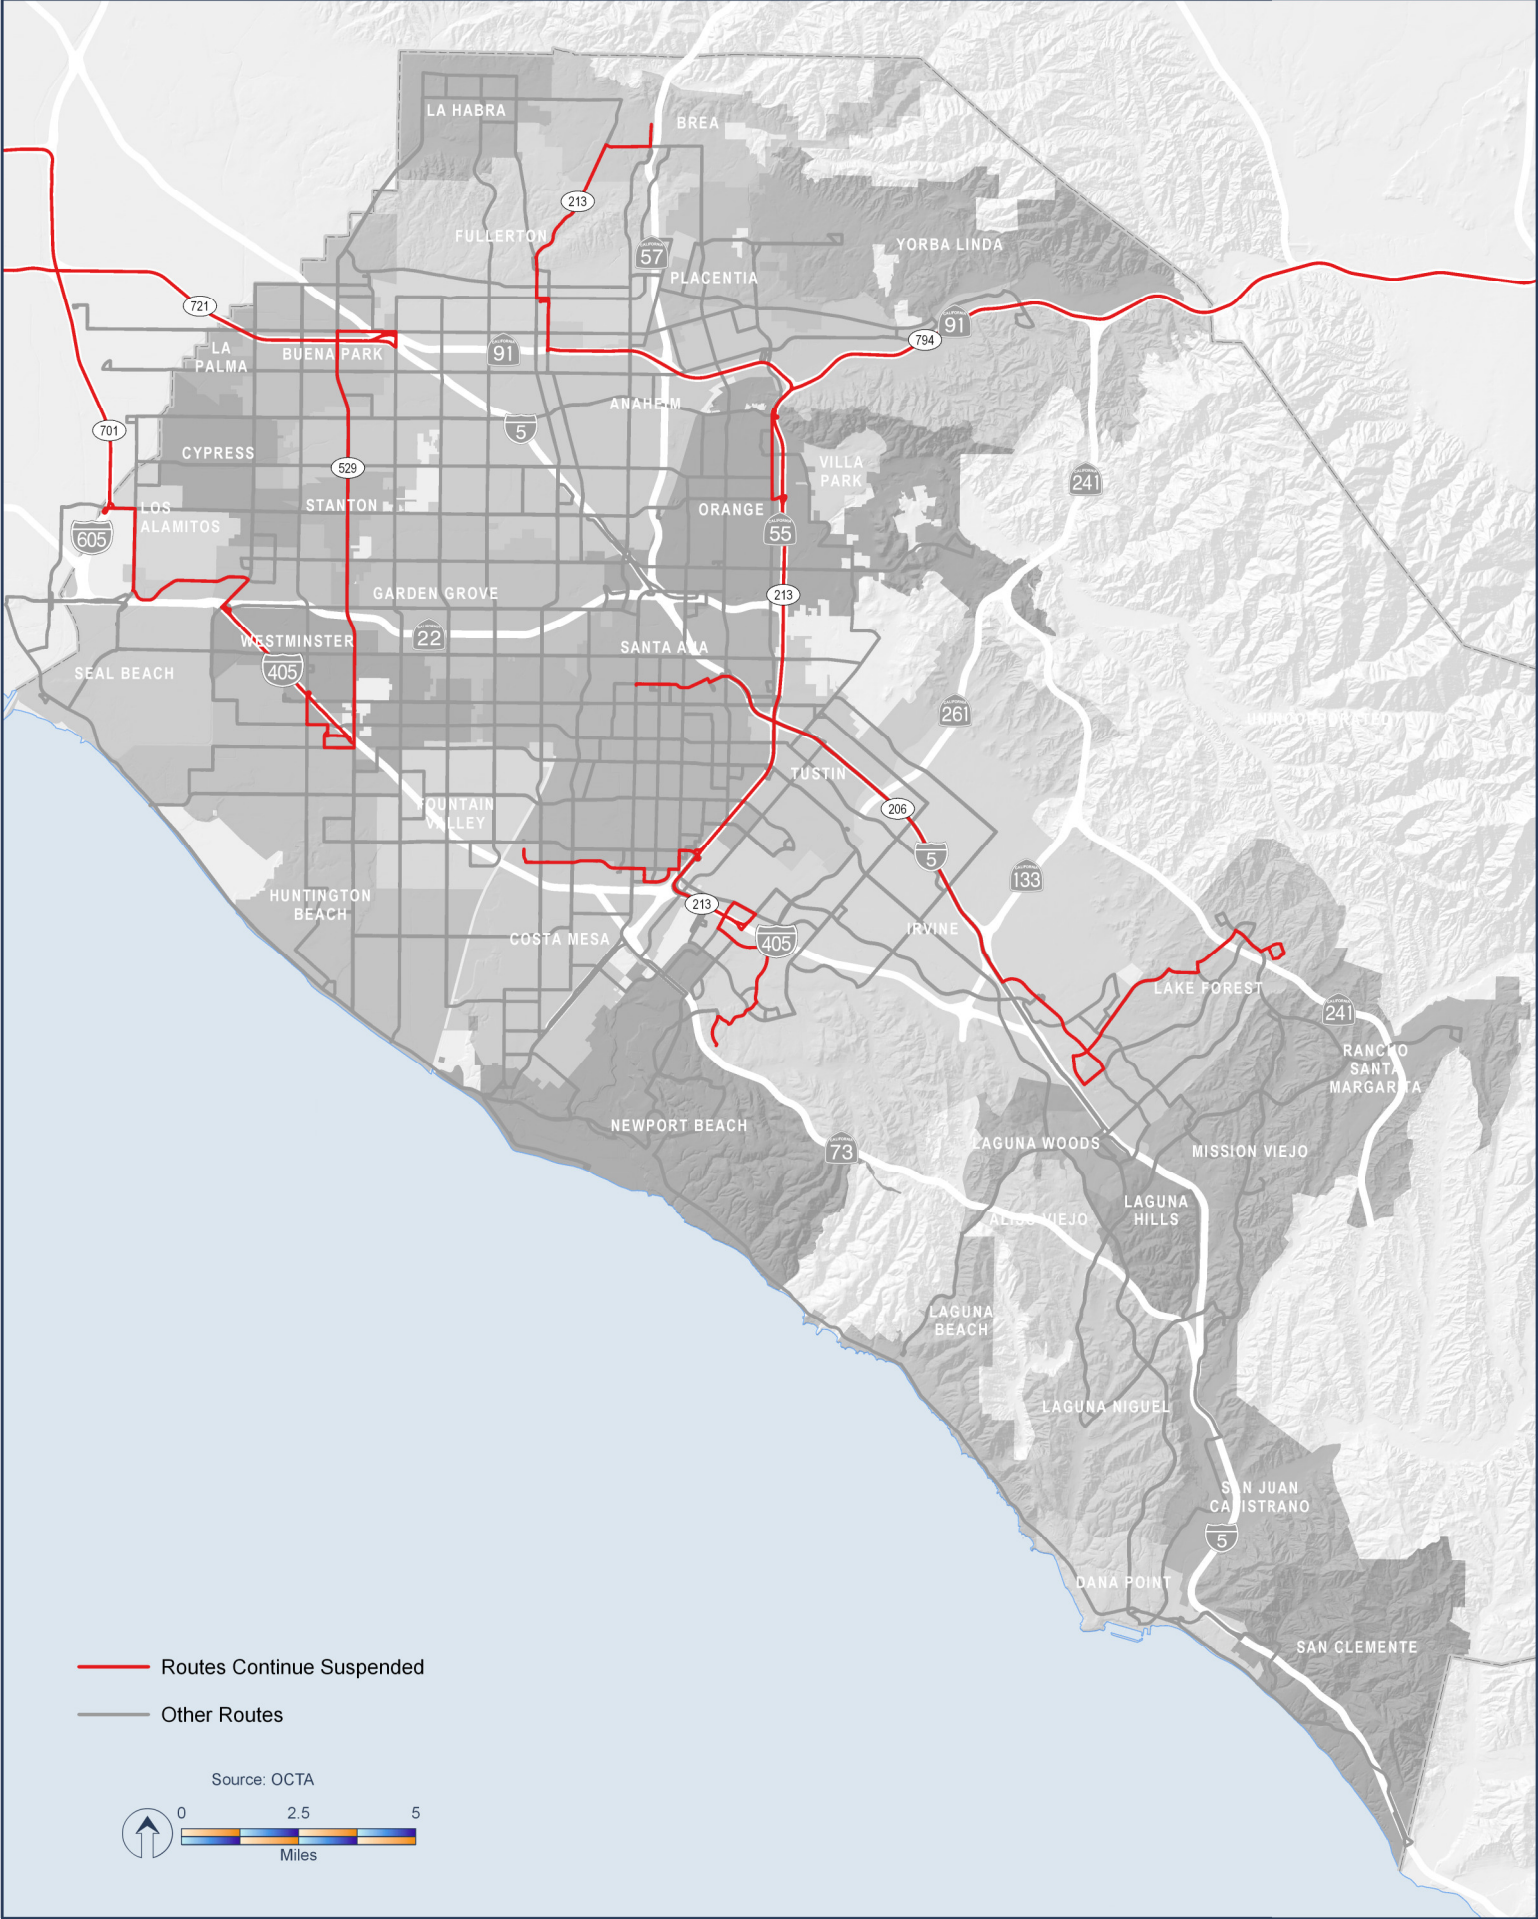 LA HABRA
BREA
213
FULLERTON
57
PLACENTIA
YORBA LINDA
721
91
794
LA
PALMA
BUENA PARK
91
ANAHEIM
5
701
CYPRESS
529
VILLA
PARK
241
STANTON
LOS
ALAMITOS
ORANGE
55
605
GARDEN GROVE
213
22
WESTMINSTER
SANTA ANA
405
SEAL BEACH
261
UNINCORPORATED
TUSTIN
206
FOUNTAIN
VALLEY
5
133
HUNTINGTON
BEACH
213
COSTA MESA
405
IRVINE
LAKE FOREST
241
RANCHO
SANTA
MARGARITA
NEWPORT BEACH
73
LAGUNA WOODS
MISSION VIEJO
LAGUNA
HILLS
ALISO VIEJO
LAGUNA
BEACH
LAGUNA NIGUEL
SAN JUAN
CAPISTRANO
5
DANA POINT
SAN CLEMENTE
Routes Continue Suspended
Other Routes
Source: OCTA
0 2.5 5
Miles